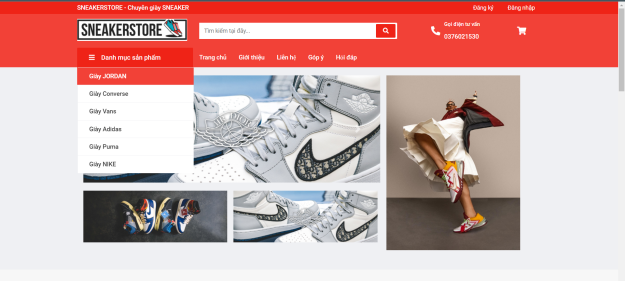 SNEAKERSTORE - Chuyên giày SNEAKER
Đăng ký
Đăng nhập
SNEAKERSTORE
Tìm kiếm tại đây...
Gọi điện tư vấn
0376021530
Danh mục sản phẩm
Trang chủ
Giới thiệu
Liên hệ
Góp ý
Hỏi đáp
Giày JORDAN
Giày Converse
Giày Vans
Giày Adidas
Giày Puma
Giày NIKE
AIR DIOR